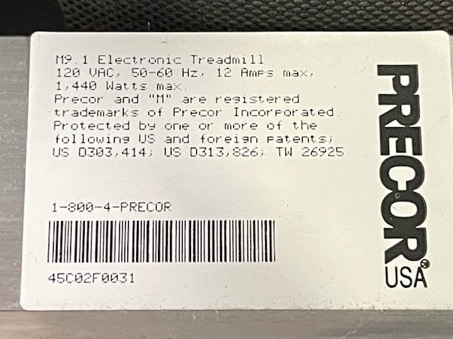 M9.1 Electronic Treadmill
120 VAC, 50-60 Hz, 12 Amps max,
1,440 Watts max.
Precor and "M" are registered
trademarks of Precor Incorporated.
Protected by one or more of the
following US and foreign patents;
US D303,414; US D313,826; TW 26925
1-800-4-PRECOR
45C02F0031
PRECOR®
USA